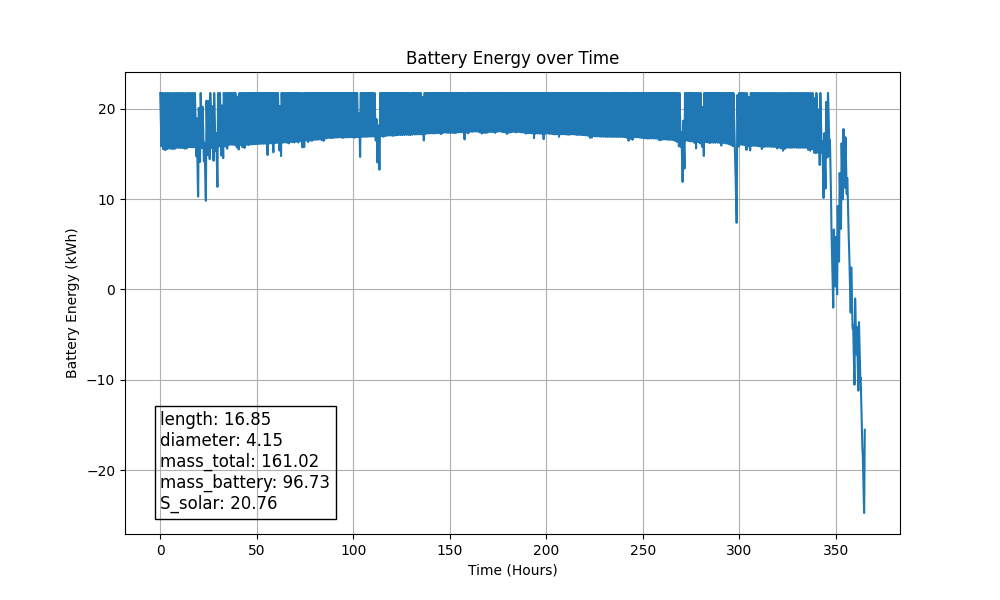 Battery Energy over Time
Battery Energy (kWh)
20
10
0
−10
−20
length: 16.85
diameter: 4.15
mass_total: 161.02
mass_battery: 96.73
S_solar: 20.76
0 50 100 150 200 250 300 350
Time (Hours)